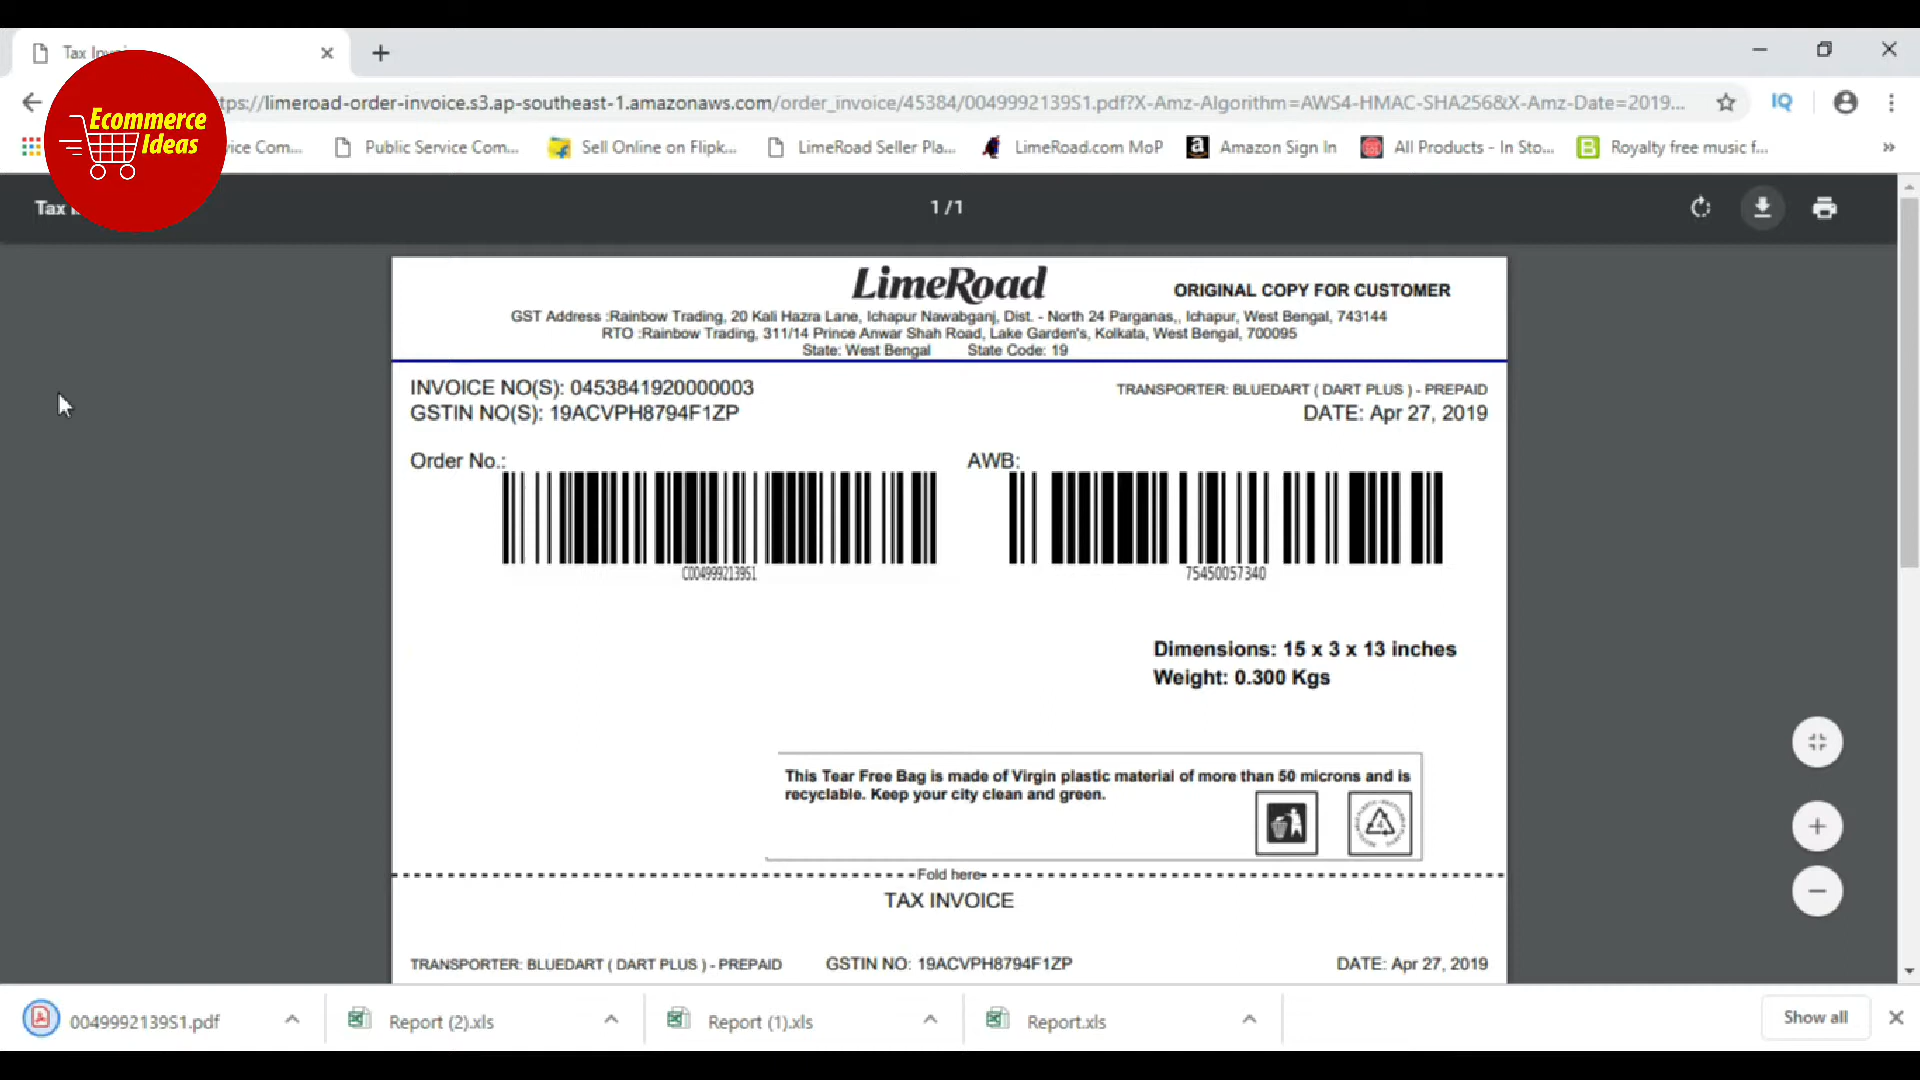 Tax Inv
Ecommerce
Ideas
tps://limeroad-order-invoice.s3.ap-southeast-1.amazonaws.com/order_invoice/45384/0049992139S1.pdf?X-Amz-Algorithm=AWS4-HMAC-SHA256&X-Amz-Date=2019...
IQ
vice Com... Public Service Com... Sell Online on Flipk... LimeRoad Seller Pla... LimeRoad.com MoP Amazon Sign In All Products - In Sto... Royalty free music f... »
Tax 1 / 1
LimeRoad
ORIGINAL COPY FOR CUSTOMER
GST Address :Rainbow Trading, 20 Kali Hazra Lane, Ichapur Nawabganj, Dist. - North 24 Parganas,, Ichapur, West Bengal, 743144
RTO :Rainbow Trading, 311/14 Prince Anwar Shah Road, Lake Garden's, Kolkata, West Bengal, 700095
State: West Bengal State Code: 19
INVOICE NO(S): 0453841920000003
TRANSPORTER: BLUEDART ( DART PLUS ) - PREPAID
GSTIN NO(S): 19ACVPH8794F1ZP
DATE: Apr 27, 2019
Order No.:
AWB:
C0049992139S1
75450057340
Dimensions: 15 x 3 x 13 inches
Weight: 0.300 Kgs
This Tear Free Bag is made of Virgin plastic material of more than 50 microns and is
recyclable. Keep your city clean and green.
4
Fold here
TAX INVOICE
TRANSPORTER: BLUEDART ( DART PLUS ) - PREPAID GSTIN NO: 19ACVPH8794F1ZP DATE: Apr 27, 2019
0049992139S1.pdf Report (2).xls Report (1).xls Report.xls Show all